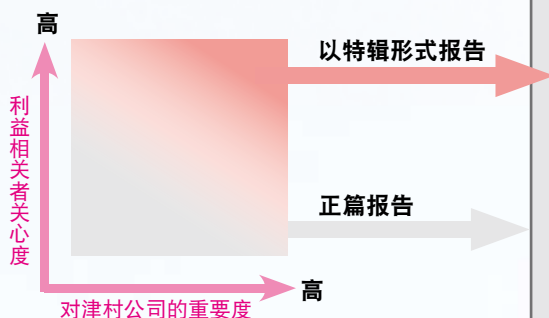 高
以特辑形式报告
利益相关者关心度
正篇报告
高
对津村公司的重要度